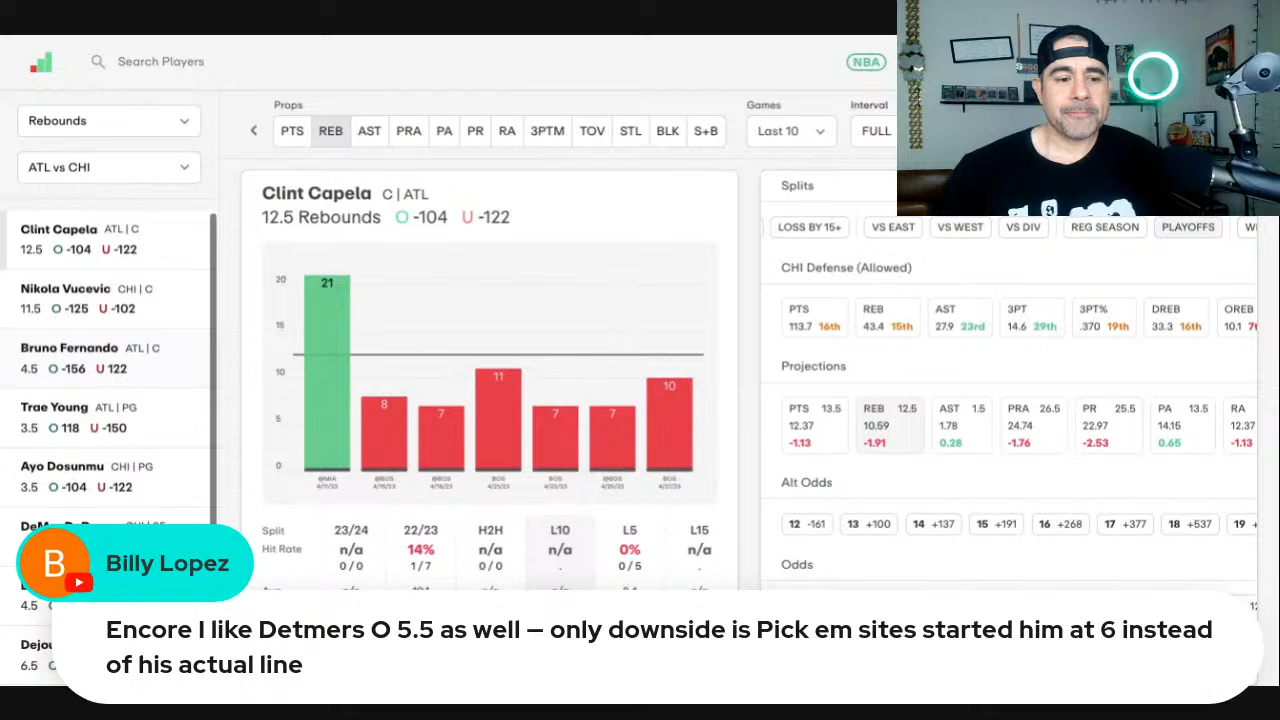 Search Players
NBA
Rebounds
ATL vs CHI
Props
PTS REB AST PRA PA PR RA 3PTM TOV STL BLK S+B
Games
Last 10
Interval
FULL
Clint Capela ATL | C
12.5 O -104 U -122
Nikola Vucevic CHI | C
11.5 O -125 U -102
Bruno Fernando ATL | C
4.5 O -156 U 122
Trae Young ATL | PG
3.5 O 118 U -150
Ayo Dosunmu CHI | PG
3.5 O -104 U -122
4.5
Dejou
6.5
Clint Capela C | ATL
12.5 Rebounds O -104 U -122
20
15
10
5
0
21 8 7 11 7 7 10
@MIA @BOS @BOS BOS BOS @BOS BOS
Split 23/24 22/23 H2H L10 L5 L15
Hit Rate n/a 14% n/a n/a 0% n/a
0 / 0 1 / 7 0 / 0 . 0 / 5 .
Splits
LOSS BY 15+ VS EAST VS WEST VS DIV REG SEASON PLAYOFFS
CHI Defense (Allowed)
PTS REB AST 3PT 3PT% DREB OREB
113.7 16th 43.4 15th 27.9 23rd 14.6 29th .370 19th 33.3 16th 10.1
Projections
PTS 13.5 REB 12.5 AST 1.5 PRA 26.5 PR 25.5 PA 13.5 RA
12.37 10.59 1.78 24.74 22.97 14.15 12.37
-1.13 -1.91 0.28 -1.76 -2.53 0.65 -1.13
Alt Odds
12 -161 13 +100 14 +137 15 +191 16 +268 17 +377 18 +537 19
Odds
B
Billy Lopez
Encore I like Detmers O 5.5 as well – only downside is Pick em sites started him at 6 instead
of his actual line